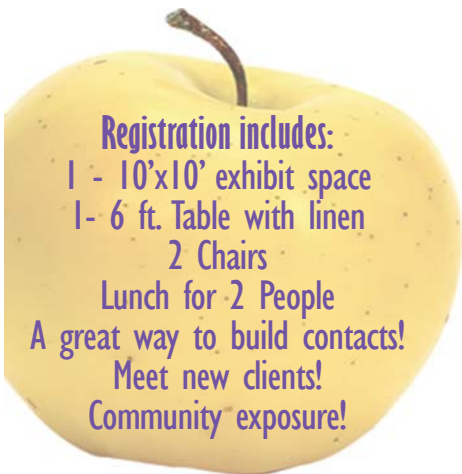 Registration includes:
1 - 10'x10' exhibit space
1- 6 ft. Table with linen
2 Chairs
Lunch for 2 People
A great way to build contacts!
Meet new clients!
Community exposure!